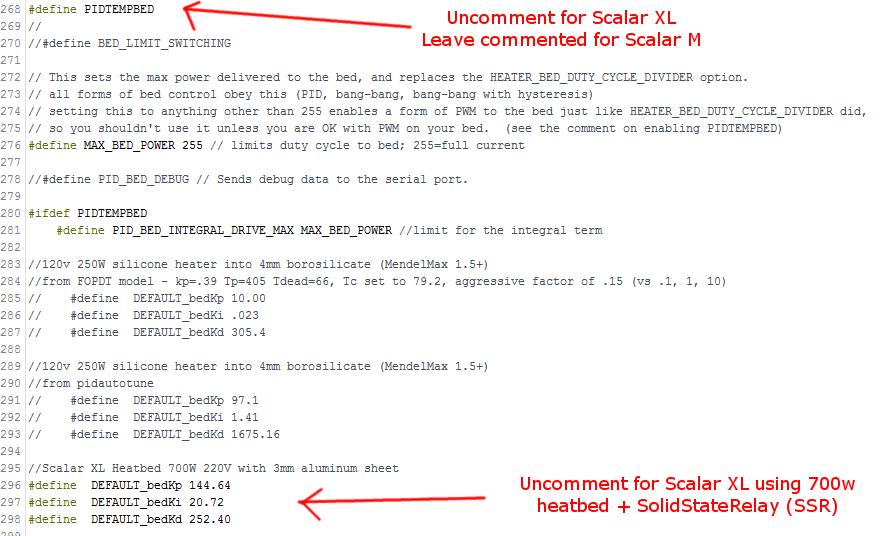 268 #define PIDTEMPBED
Uncomment for Scalar XL
269 //
Leave commented for Scalar M
270 //#define BED_LIMIT_SWITCHING
271
272 // This sets the max power delivered to the bed, and replaces the HEATER_BED_DUTY_CYCLE_DIVIDER option.
273 // all forms of bed control obey this (PID, bang-bang, bang-bang with hysteresis)
274 // setting this to anything other than 255 enables a form of PWM to the bed just like HEATER_BED_DUTY_CYCLE_DIVIDER did,
275 // so you shouldn't use it unless you are OK with PWM on your bed.  (see the comment on enabling PIDTEMPBED)
276 #define MAX_BED_POWER 255 // limits duty cycle to bed; 255=full current
277
278 //#define PID_BED_DEBUG // Sends debug data to the serial port.
279
280 #ifdef PIDTEMPBED
281     #define PID_BED_INTEGRAL_DRIVE_MAX MAX_BED_POWER //limit for the integral term
282
283 //120v 250W silicone heater into 4mm borosilicate (MendelMax 1.5+)
284 //from FOPDT model - kp=.39 Tp=405 Tdead=66, Tc set to 79.2, aggressive factor of .15 (vs .1, 1, 10)
285 //    #define  DEFAULT_bedKp 10.00
286 //    #define  DEFAULT_bedKi .023
287 //    #define  DEFAULT_bedKd 305.4
288
289 //120v 250W silicone heater into 4mm borosilicate (MendelMax 1.5+)
290 //from pidautotune
291 //    #define  DEFAULT_bedKp 97.1
292 //    #define  DEFAULT_bedKi 1.41
293 //    #define  DEFAULT_bedKd 1675.16
294
295 //Scalar XL Heatbed 700W 220V with 3mm aluminum sheet
296 #define  DEFAULT_bedKp 144.64
297 #define  DEFAULT_bedKi 20.72
298 #define  DEFAULT_bedKd 252.40
Uncomment for Scalar XL using 700w
heatbed + SolidStateRelay (SSR)
299